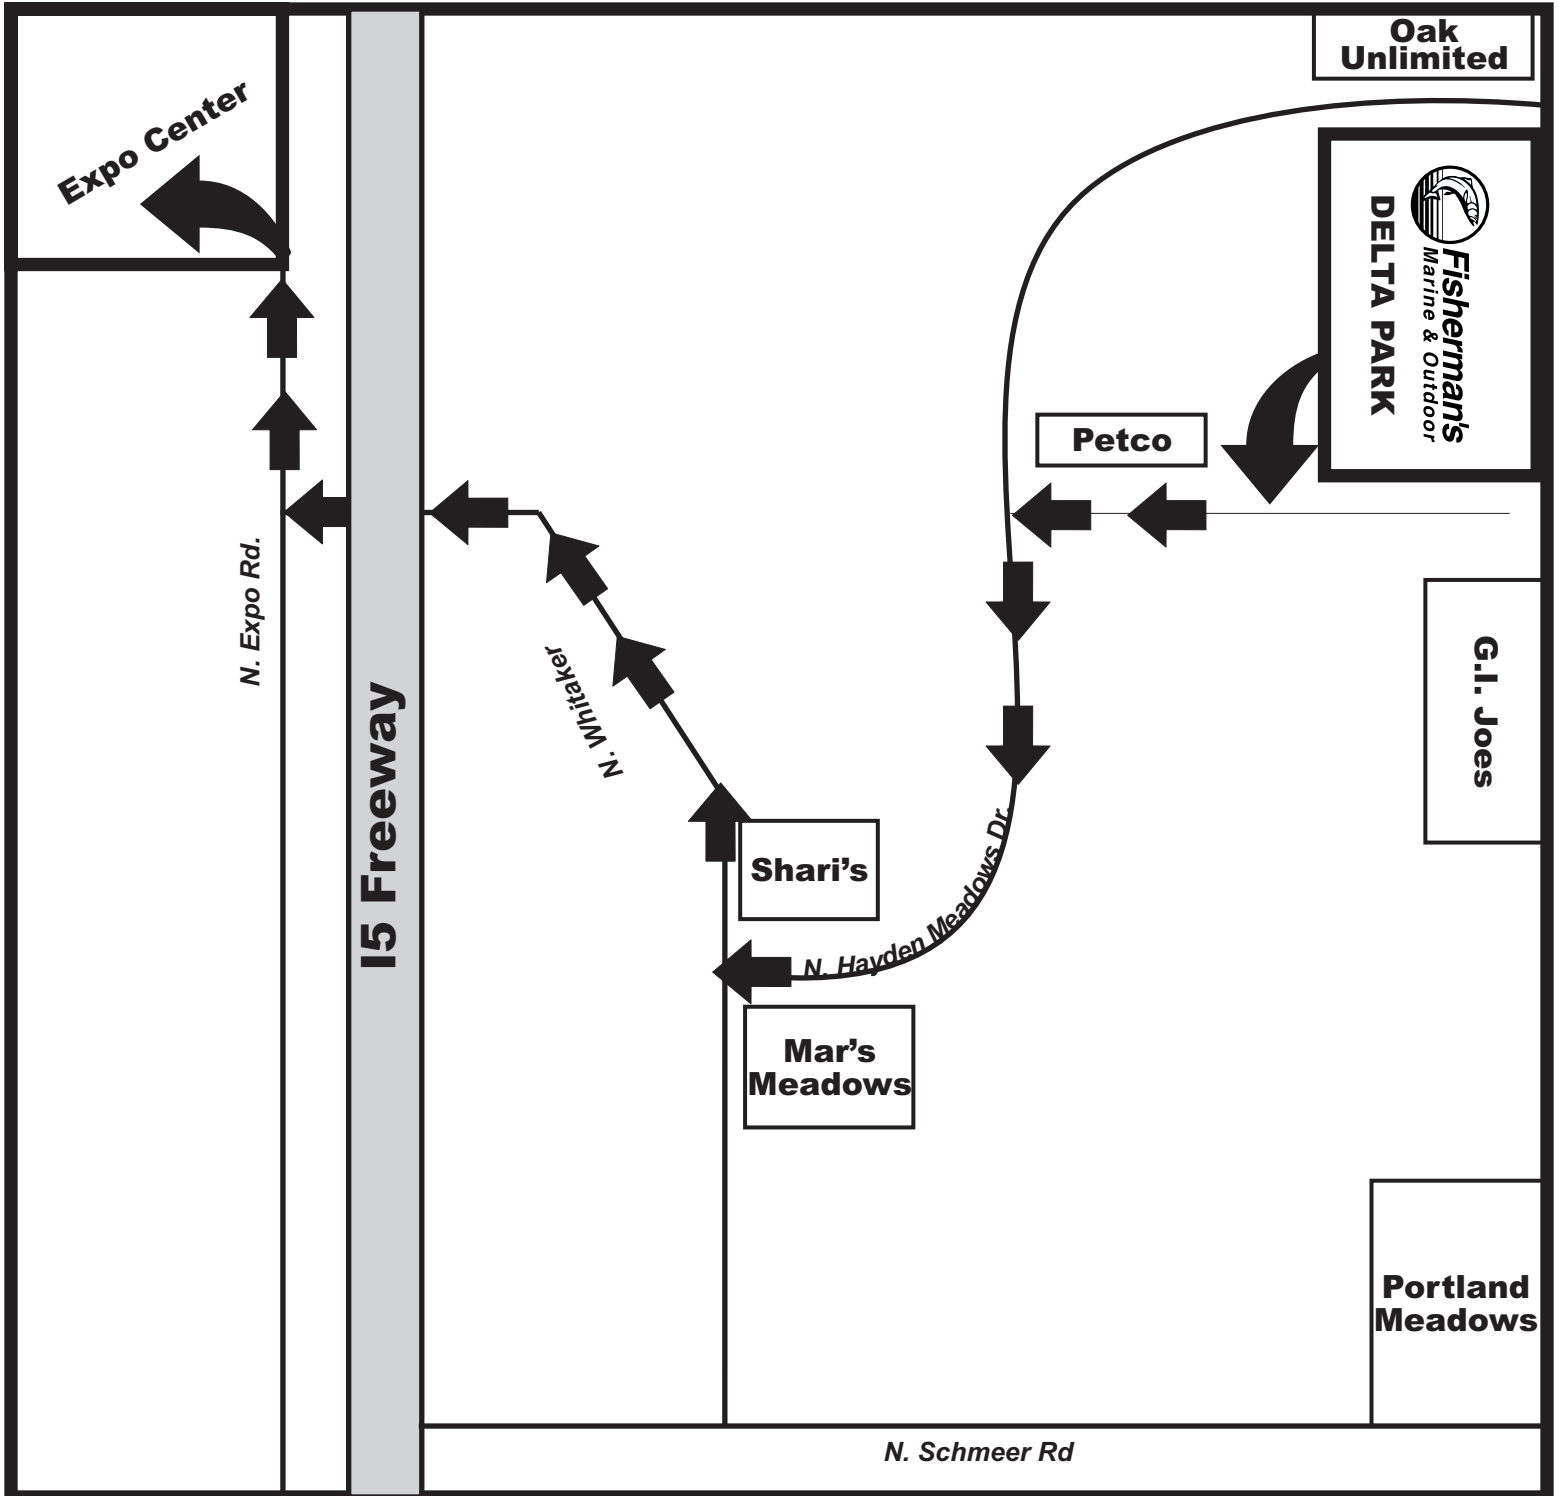 Oak
Unlimited
Expo Center
Fisherman's
Marine & Outdoor
DELTA PARK
Petco
N. Expo Rd.
G.I. Joes
N. Whitaker
I5 Freeway
Shari's
N. Hayden Meadows Dr.
Mar's
Meadows
Portland
Meadows
N. Schmeer Rd